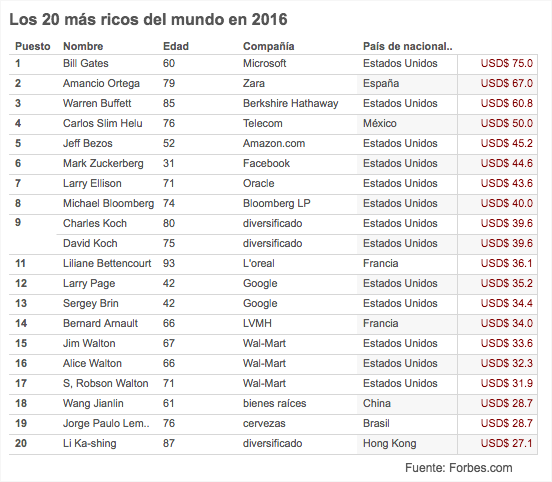 Los 20 más ricos del mundo en 2016
Puesto Nombre Edad Compañía País de nacional..
1 Bill Gates 60 Microsoft Estados Unidos USD$ 75.0
2 Amancio Ortega 79 Zara España USD$ 67.0
3 Warren Buffett 85 Berkshire Hathaway Estados Unidos USD$ 60.8
4 Carlos Slim Helu 76 Telecom México USD$ 50.0
5 Jeff Bezos 52 Amazon.com Estados Unidos USD$ 45.2
6 Mark Zuckerberg 31 Facebook Estados Unidos USD$ 44.6
7 Larry Ellison 71 Oracle Estados Unidos USD$ 43.6
8 Michael Bloomberg 74 Bloomberg LP Estados Unidos USD$ 40.0
9 Charles Koch 80 diversificado Estados Unidos USD$ 39.6
David Koch 75 diversificado Estados Unidos USD$ 39.6
11 Liliane Bettencourt 93 L'oreal Francia USD$ 36.1
12 Larry Page 42 Google Estados Unidos USD$ 35.2
13 Sergey Brin 42 Google Estados Unidos USD$ 34.4
14 Bernard Arnault 66 LVMH Francia USD$ 34.0
15 Jim Walton 67 Wal-Mart Estados Unidos USD$ 33.6
16 Alice Walton 66 Wal-Mart Estados Unidos USD$ 32.3
17 S, Robson Walton 71 Wal-Mart Estados Unidos USD$ 31.9
18 Wang Jianlin 61 bienes raíces China USD$ 28.7
19 Jorge Paulo Lem.. 76 cervezas Brasil USD$ 28.7
20 Li Ka-shing 87 diversificado Hong Kong USD$ 27.1
Fuente: Forbes.com